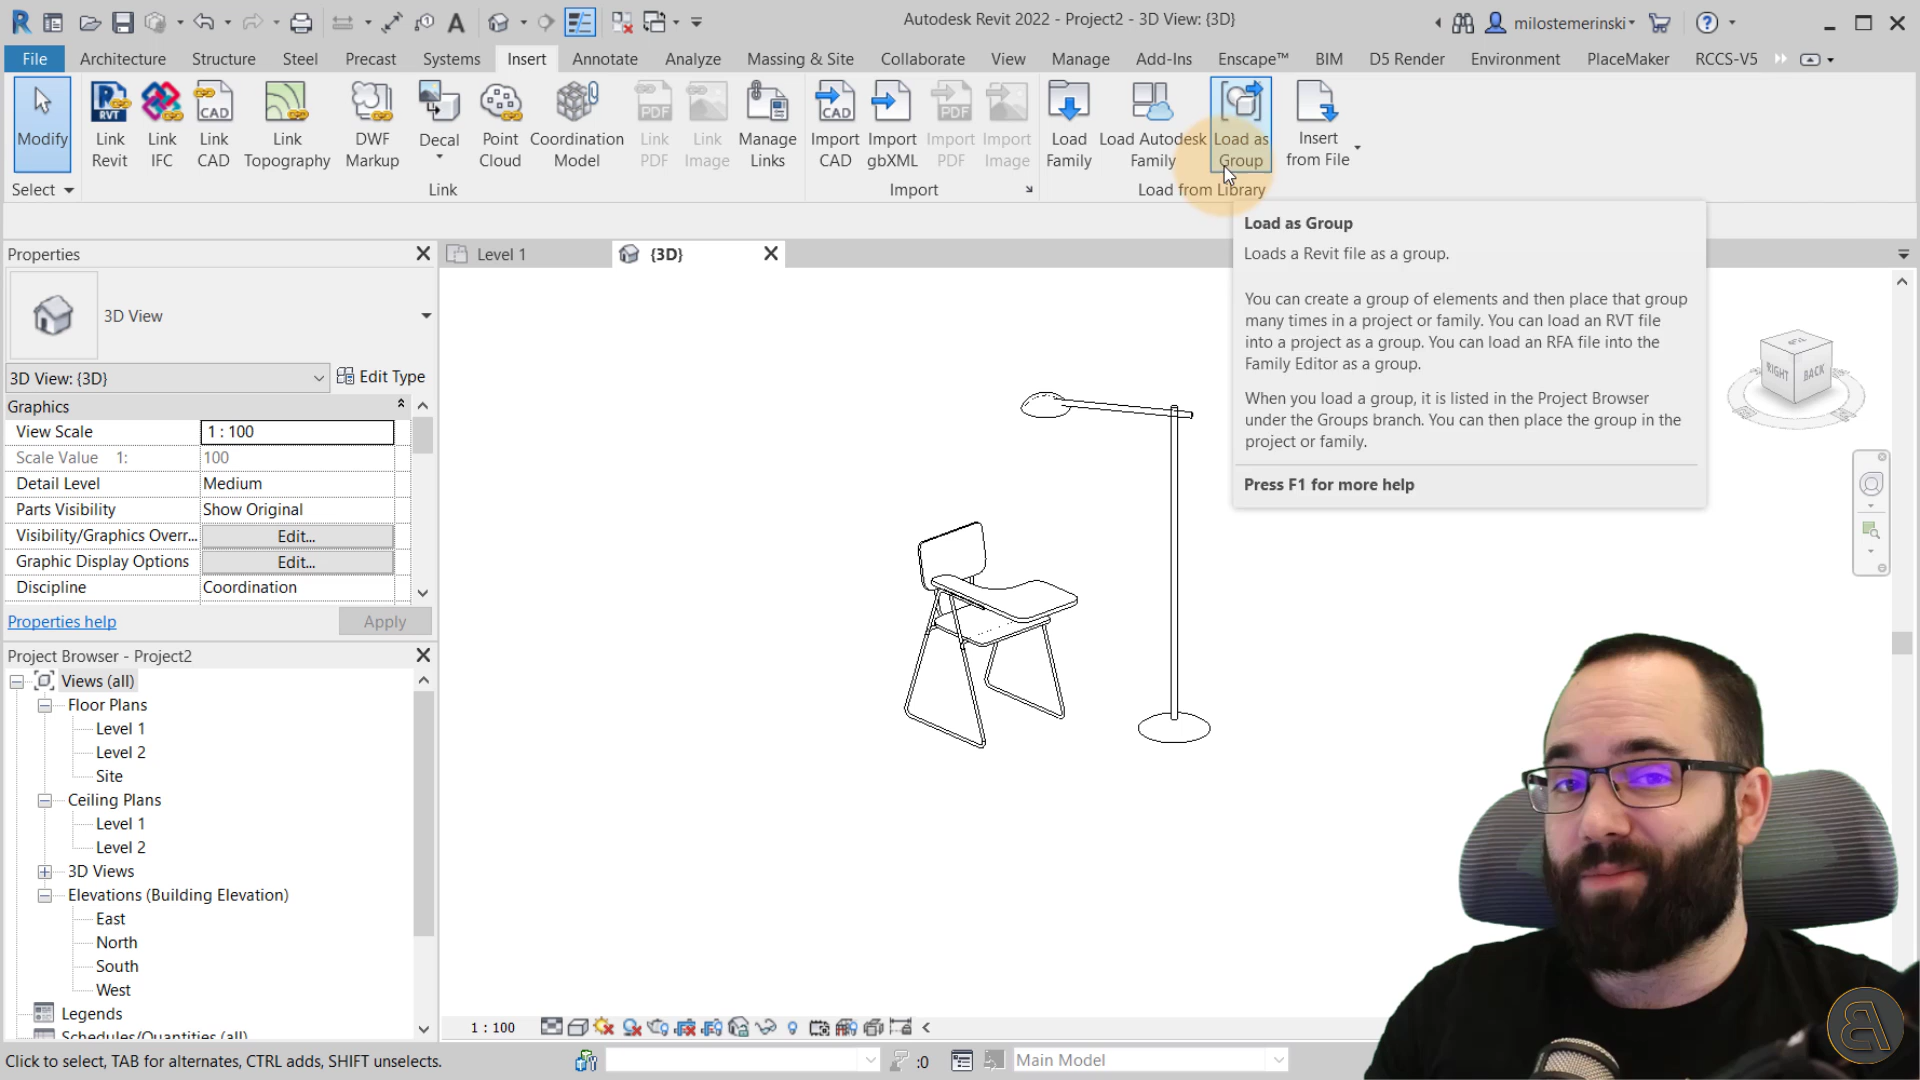 Autodesk Revit 2022 - Project2 - 3D View: {3D}
milostemerinski
File Architecture Structure Steel Precast Systems Insert Annotate Analyze Massing & Site Collaborate View Manage Add-Ins Enscape™ BIM D5 Render Environment PlaceMaker RCCS-V5
Modify
Link Revit
Link IFC
Link CAD
Link Topography
DWF Markup
Decal
Point Cloud
Coordination Model
Link PDF
Link Image
Manage Links
Import CAD
Import gbXML
Import PDF
Import Image
Load Family
Load Autodesk Family
Load as Group
Insert from File
Select
Link
Import
Load from Library
Load as Group
Loads a Revit file as a group.
You can create a group of elements and then place that group
many times in a project or family. You can load an RVT file
into a project as a group. You can load an RFA file into the
Family Editor as a group.
When you load a group, it is listed in the Project Browser
under the Groups branch. You can then place the group in the
project or family.
Press F1 for more help
Properties
Level 1
{3D}
3D View
3D View: {3D}
Edit Type
Graphics
View Scale 1 : 100
Scale Value 1: 100
Detail Level Medium
Parts Visibility Show Original
Visibility/Graphics Overr... Edit...
Graphic Display Options Edit...
Discipline Coordination
Properties help
Apply
RIGHT
BACK
Project Browser - Project2
Views (all)
Floor Plans
Level 1
Level 2
Site
Ceiling Plans
Level 1
Level 2
3D Views
Elevations (Building Elevation)
East
North
South
West
Legends
Schedules/Quantities (all)
1 : 100
Click to select, TAB for alternates, CTRL adds, SHIFT unselects.
:0
Main Model